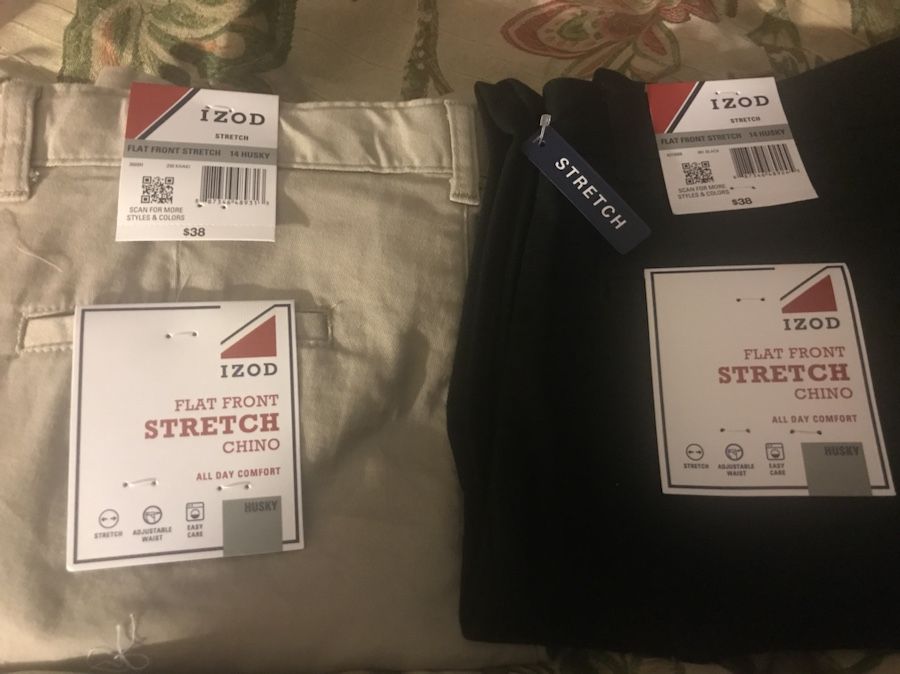 IZOD
STRETCH
FLAT FRONT STRETCH 14 HUSKY
SCAN FOR MORE
STYLES & COLORS
$38
IZOD
FLAT FRONT
STRETCH
CHINO
ALL DAY COMFORT
HUSKY
STRETCH
ADJUSTABLE
WAIST
EASY
CARE
STRETCH
IZOD
STRETCH
FLAT FRONT STRETCH 14 HUSKY
SCAN FOR MORE
STYLES & COLORS
$38
IZOD
FLAT FRONT
STRETCH
CHINO
ALL DAY COMFORT
HUSKY
STRETCH
ADJUSTABLE
WAIST
EASY
CARE